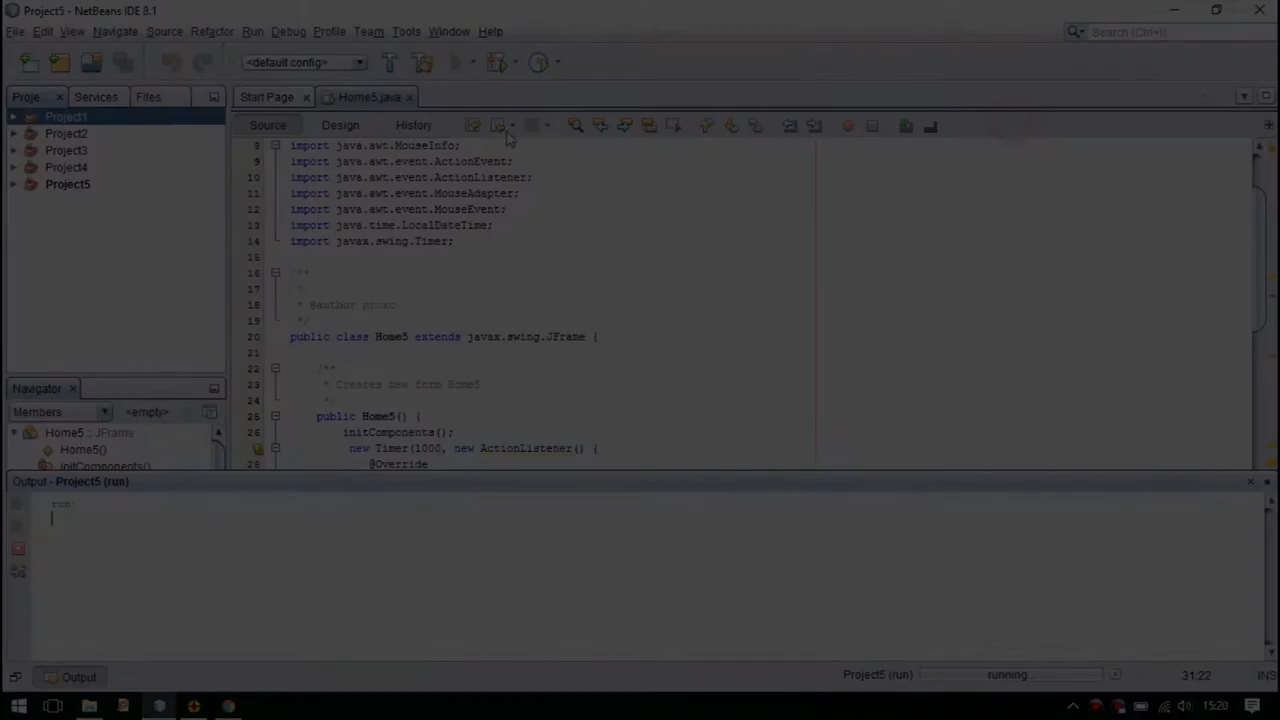 Project5 - NetBeans IDE 8.1
File Edit View Navigate Source Refactor Run Debug Profile Team Tools Window Help
Search (Ctrl+I)
<default config>
Proje Services Files
Start Page Home5.java
Source Design History
Project1
Project2
Project3
Project4
Project5
8 import java.awt.MouseInfo;
9 import java.awt.event.ActionEvent;
10 import java.awt.event.ActionListener;
11 import java.awt.event.MouseAdapter;
12 import java.awt.event.MouseEvent;
13 import java.time.LocalDateTime;
14 import javax.swing.Timer;
15
16 /**
17 *
18 * @author proxc
19 */
20 public class Home5 extends javax.swing.JFrame {
21
22 /**
23 * Creates new form Home5
24 */
25 public Home5() {
26 initComponents();
new Timer(1000, new ActionListener() {
28 @Override
Navigator
Members <empty>
Home5 :: JFrame
Home5()
initComponents()
Output - Project5 (run)
run:
Output
Project5 (run) running... 31:22 INS
15:20